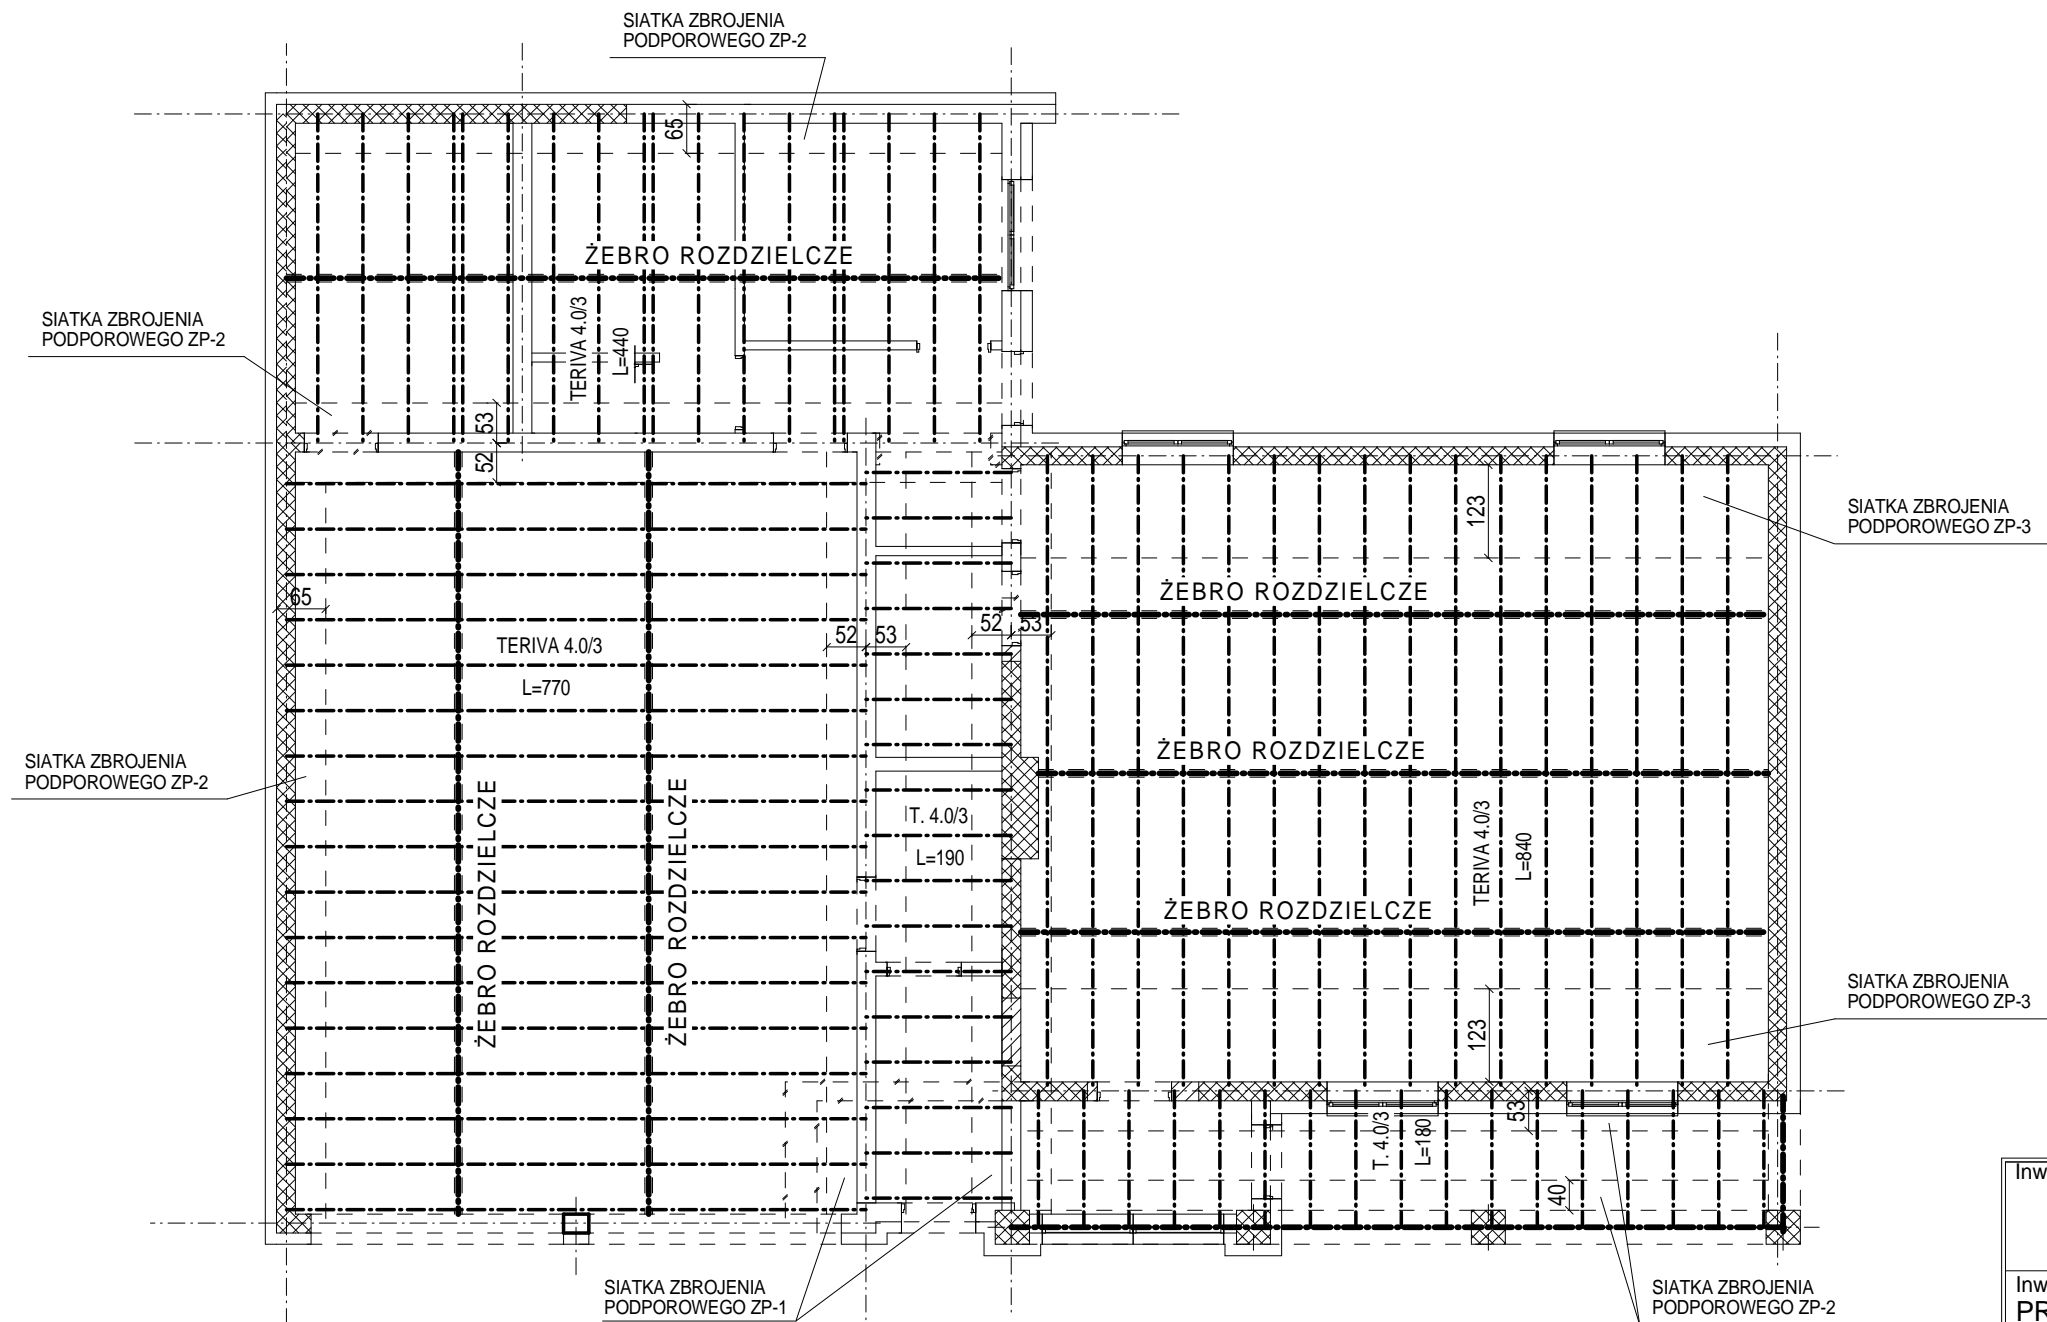 SIATKA ZBROJENIA
PODPOROWEGO ZP-2
65
ŻEBRO ROZDZIELCZE
SIATKA ZBROJENIA
PODPOROWEGO ZP-2
TERIVA 4.0/3
L=440
53
52
SIATKA ZBROJENIA
PODPOROWEGO ZP-3
123
ŻEBRO ROZDZIELCZE
65
52
53
52
53
TERIVA 4.0/3
L=770
SIATKA ZBROJENIA
PODPOROWEGO ZP-2
ŻEBRO ROZDZIELCZE
ŻEBRO ROZDZIELCZE
ŻEBRO ROZDZIELCZE
T. 4.0/3
L=190
TERIVA 4.0/3
L=840
ŻEBRO ROZDZIELCZE
SIATKA ZBROJENIA
PODPOROWEGO ZP-3
123
53
T. 4.0/3
L=180
40
SIATKA ZBROJENIA
PODPOROWEGO ZP-1
SIATKA ZBROJENIA
PODPOROWEGO ZP-2
Inw
Inw
PR